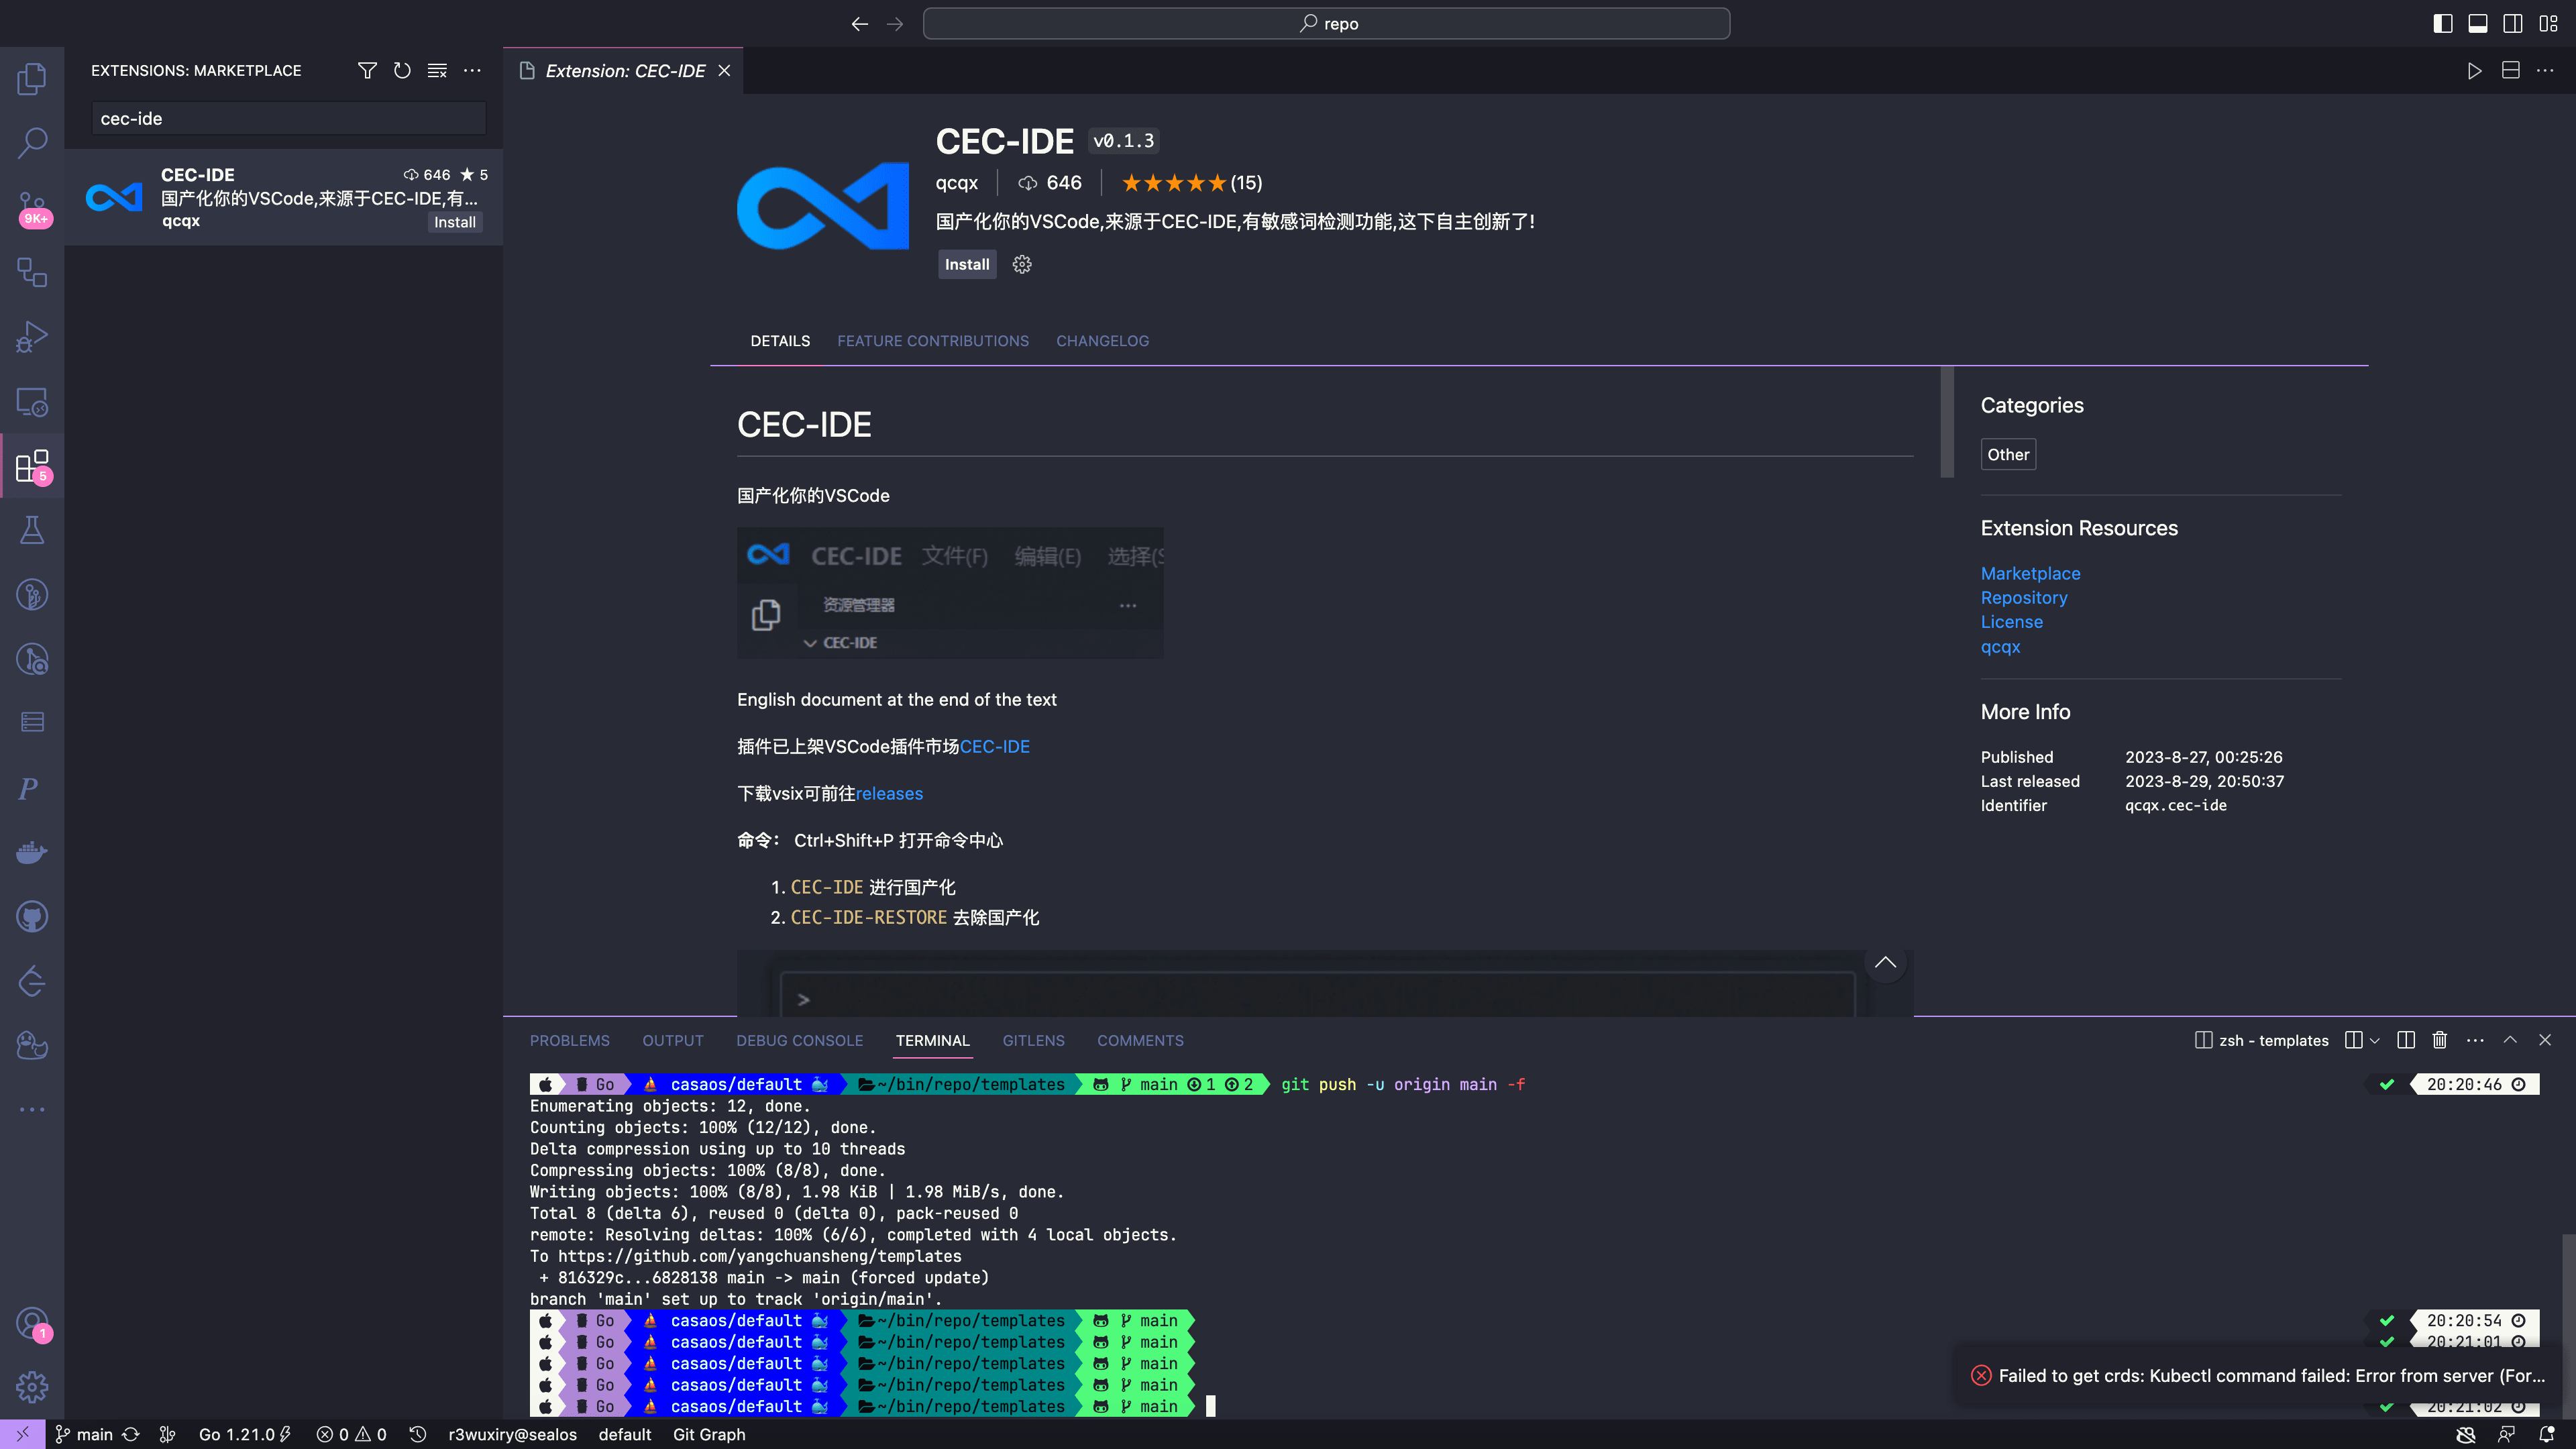 repo
EXTENSIONS: MARKETPLACE
cec-ide
CEC-IDE 646 ★ 5
国产化你的VSCode,来源于CEC-IDE,有...
qcqx Install
9K+
5
1
Extension: CEC-IDE
CEC-IDE v0.1.3
qcqx 646 ★★★★★(15)
国产化你的VSCode,来源于CEC-IDE,有敏感词检测功能,这下自主创新了!
Install
DETAILS FEATURE CONTRIBUTIONS CHANGELOG
CEC-IDE
国产化你的VSCode
CEC-IDE 文件(F) 编辑(E) 选择(S
资源管理器 ...
CEC-IDE
English document at the end of the text
插件已上架VSCode插件市场CEC-IDE
下载vsix可前往releases
命令： Ctrl+Shift+P 打开命令中心
1. CEC-IDE 进行国产化
2. CEC-IDE-RESTORE 去除国产化
>
Categories
Other
Extension Resources
Marketplace
Repository
License
qcqx
More Info
Published 2023-8-27, 00:25:26
Last released 2023-8-29, 20:50:37
Identifier qcqx.cec-ide
PROBLEMS OUTPUT DEBUG CONSOLE TERMINAL GITLENS COMMENTS
zsh - templates
Go casaos/default ~/bin/repo/templates main 1 2 git push -u origin main -f 20:20:46
Enumerating objects: 12, done.
Counting objects: 100% (12/12), done.
Delta compression using up to 10 threads
Compressing objects: 100% (8/8), done.
Writing objects: 100% (8/8), 1.98 KiB | 1.98 MiB/s, done.
Total 8 (delta 6), reused 0 (delta 0), pack-reused 0
remote: Resolving deltas: 100% (6/6), completed with 4 local objects.
To https://github.com/yangchuansheng/templates
+ 816329c...6828138 main -> main (forced update)
branch 'main' set up to track 'origin/main'.
Go casaos/default ~/bin/repo/templates main 20:20:54
Go casaos/default ~/bin/repo/templates main 20:21:01
Go casaos/default ~/bin/repo/templates main
Go casaos/default ~/bin/repo/templates main
Go casaos/default ~/bin/repo/templates main 20:21:02
Failed to get crds: Kubectl command failed: Error from server (For...
main Go 1.21.0 0 0 r3wuxiry@sealos default Git Graph